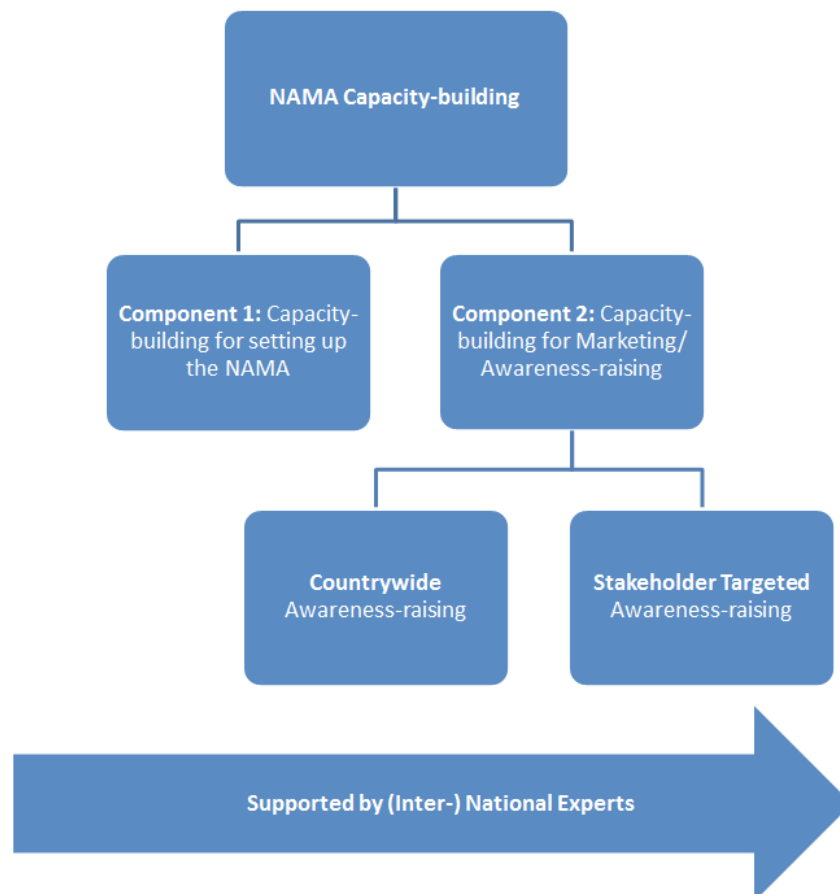 NAMA Capacity-building
Component 1: Capacity-
building for setting up
the NAMA
Component 2: Capacity-
building for Marketing/
Awareness-raising
Countrywide
Awareness-raising
Stakeholder Targeted
Awareness-raising
Supported by (Inter-) National Experts